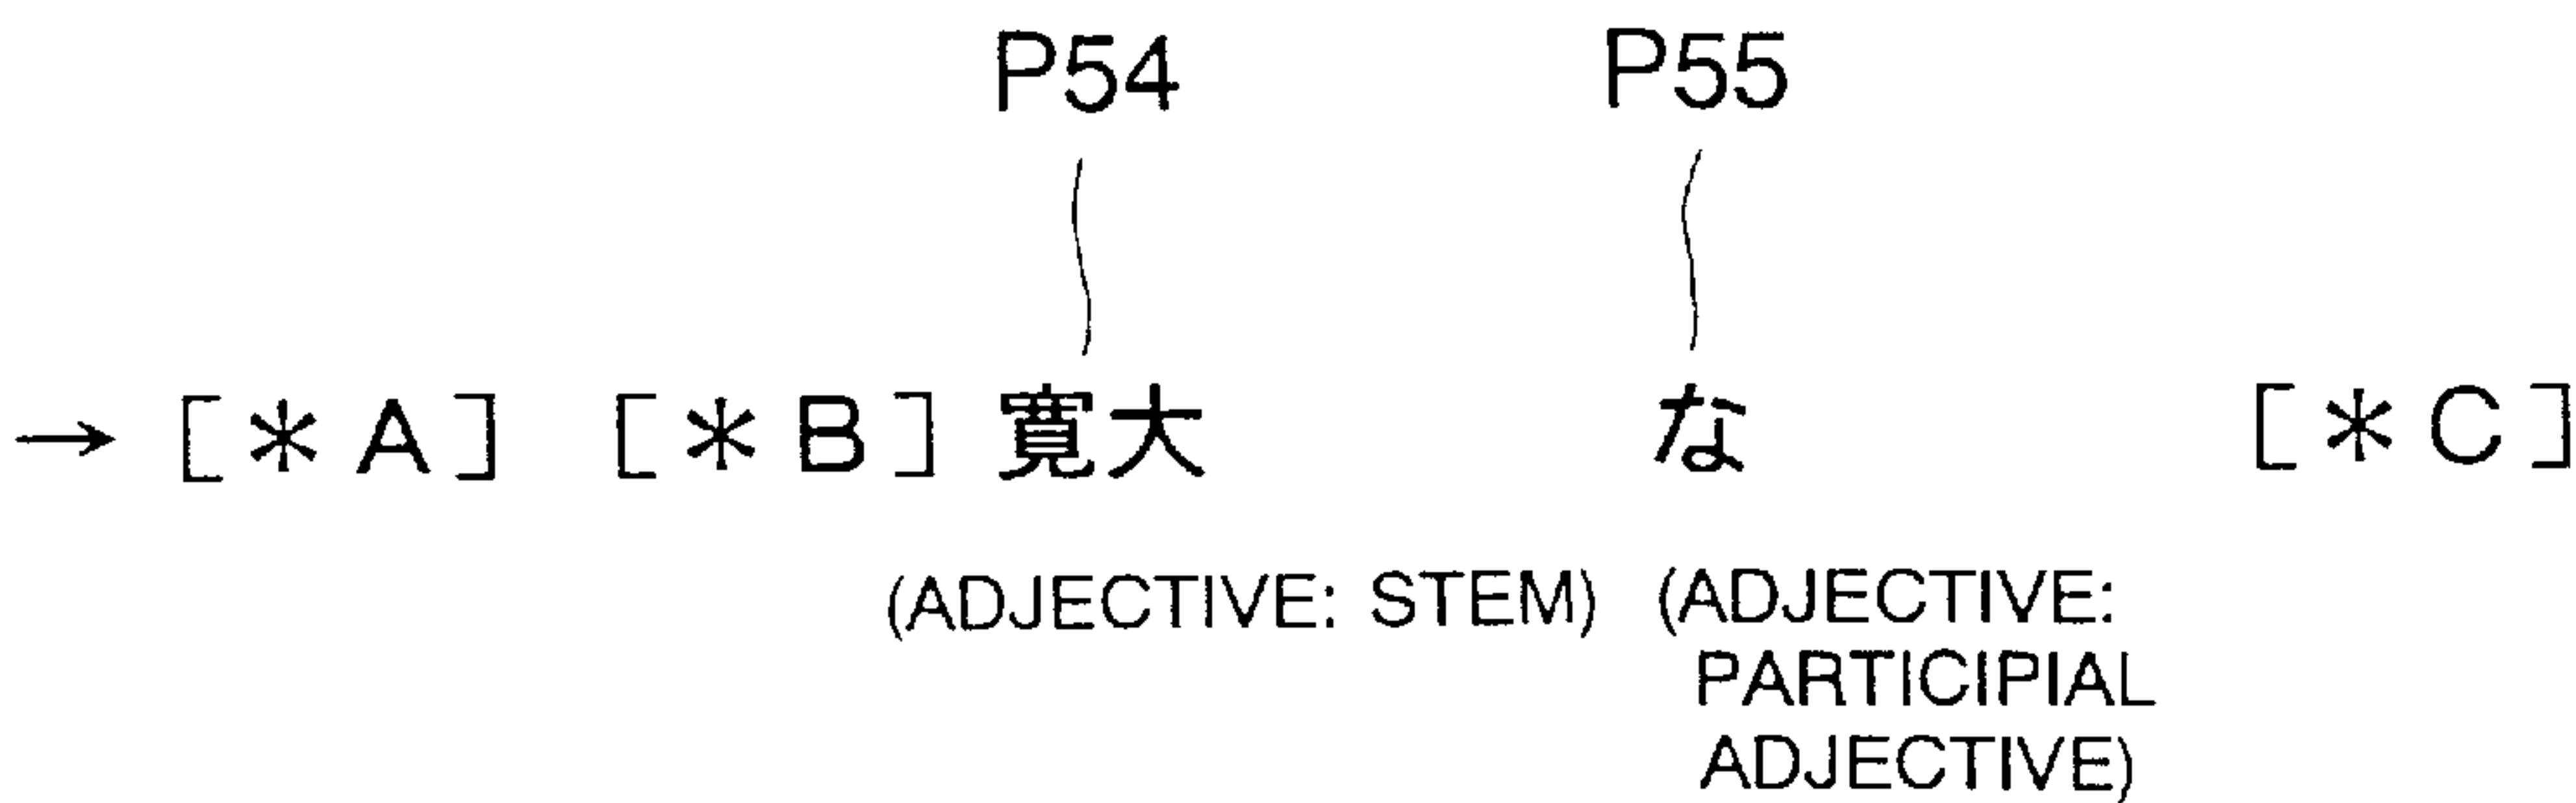 P54 P55
→ [*A] [*B] 寛大 な [*C]
(ADJECTIVE: STEM) (ADJECTIVE:
PARTICIPIAL
ADJECTIVE)